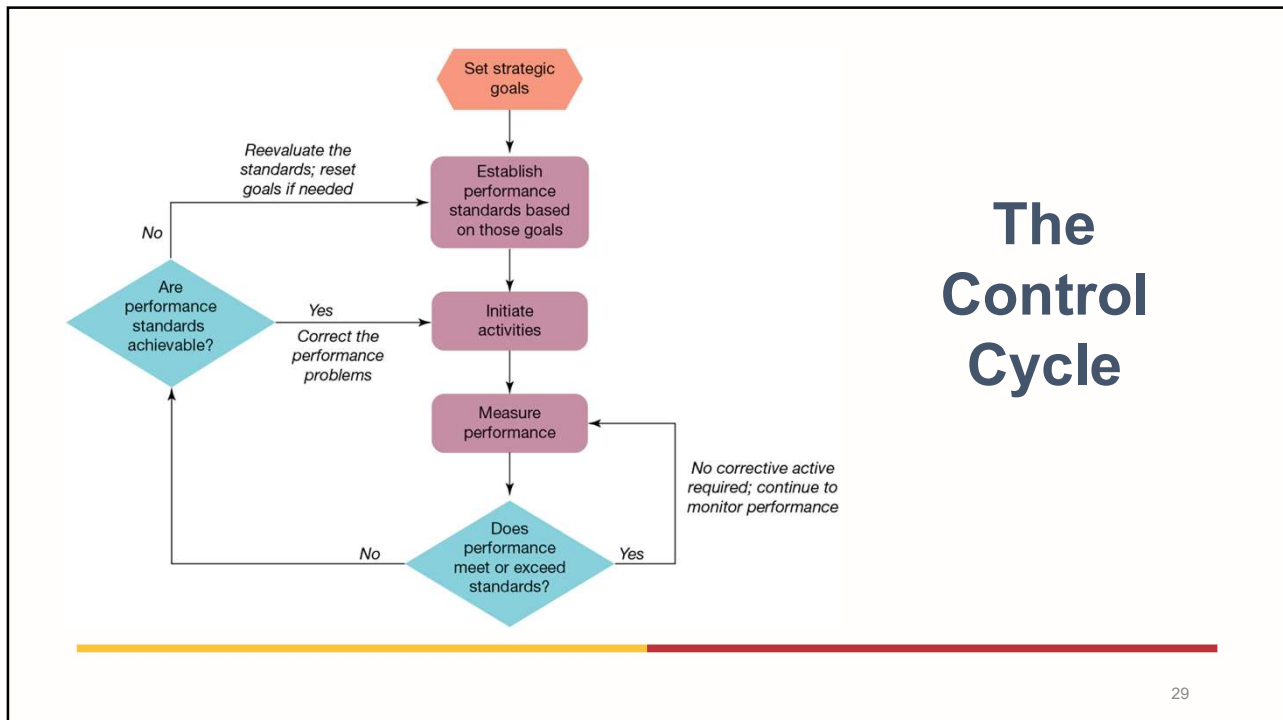 Set strategic
goals
Reevaluate the
standards; reset
goals if needed
Establish
performance
standards based
on those goals
No
Are
performance
standards
achievable?
Yes
Correct the
performance
problems
Initiate
activities
The
Control
Cycle
Measure
performance
No corrective active
required; continue to
monitor performance
No
Does
performance
meet or exceed
standards?
Yes
29